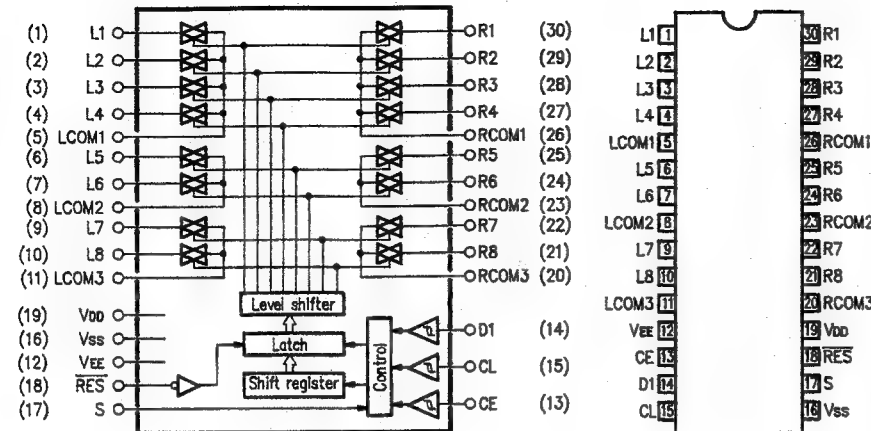 (1) L1 R1 (30)
(2) L2 R2 (29)
(3) L3 R3 (28)
(4) L4 R4 (27)
(5) LCOM1 RCOM1 (26)
(6) L5 R5 (25)
(7) L6 R6 (24)
(8) LCOM2 RCOM2 (23)
(9) L7 R7 (22)
(10) L8 R8 (21)
(11) LCOM3 RCOM3 (20)
Level shifter
(19) VDD
(16) VSS
(12) VEE
(18) RES
(17) S
Latch
Shift register
Control
D1 (14)
CL (15)
CE (13)
L1 1 30 R1
L2 2 29 R2
L3 3 28 R3
L4 4 27 R4
LCOM1 5 26 RCOM1
L5 6 25 R5
L6 7 24 R6
LCOM2 8 23 RCOM2
L7 9 22 R7
L8 10 21 R8
LCOM3 11 20 RCOM3
VEE 12 19 VDD
CE 13 18 RES
D1 14 17 S
CL 15 16 VSS